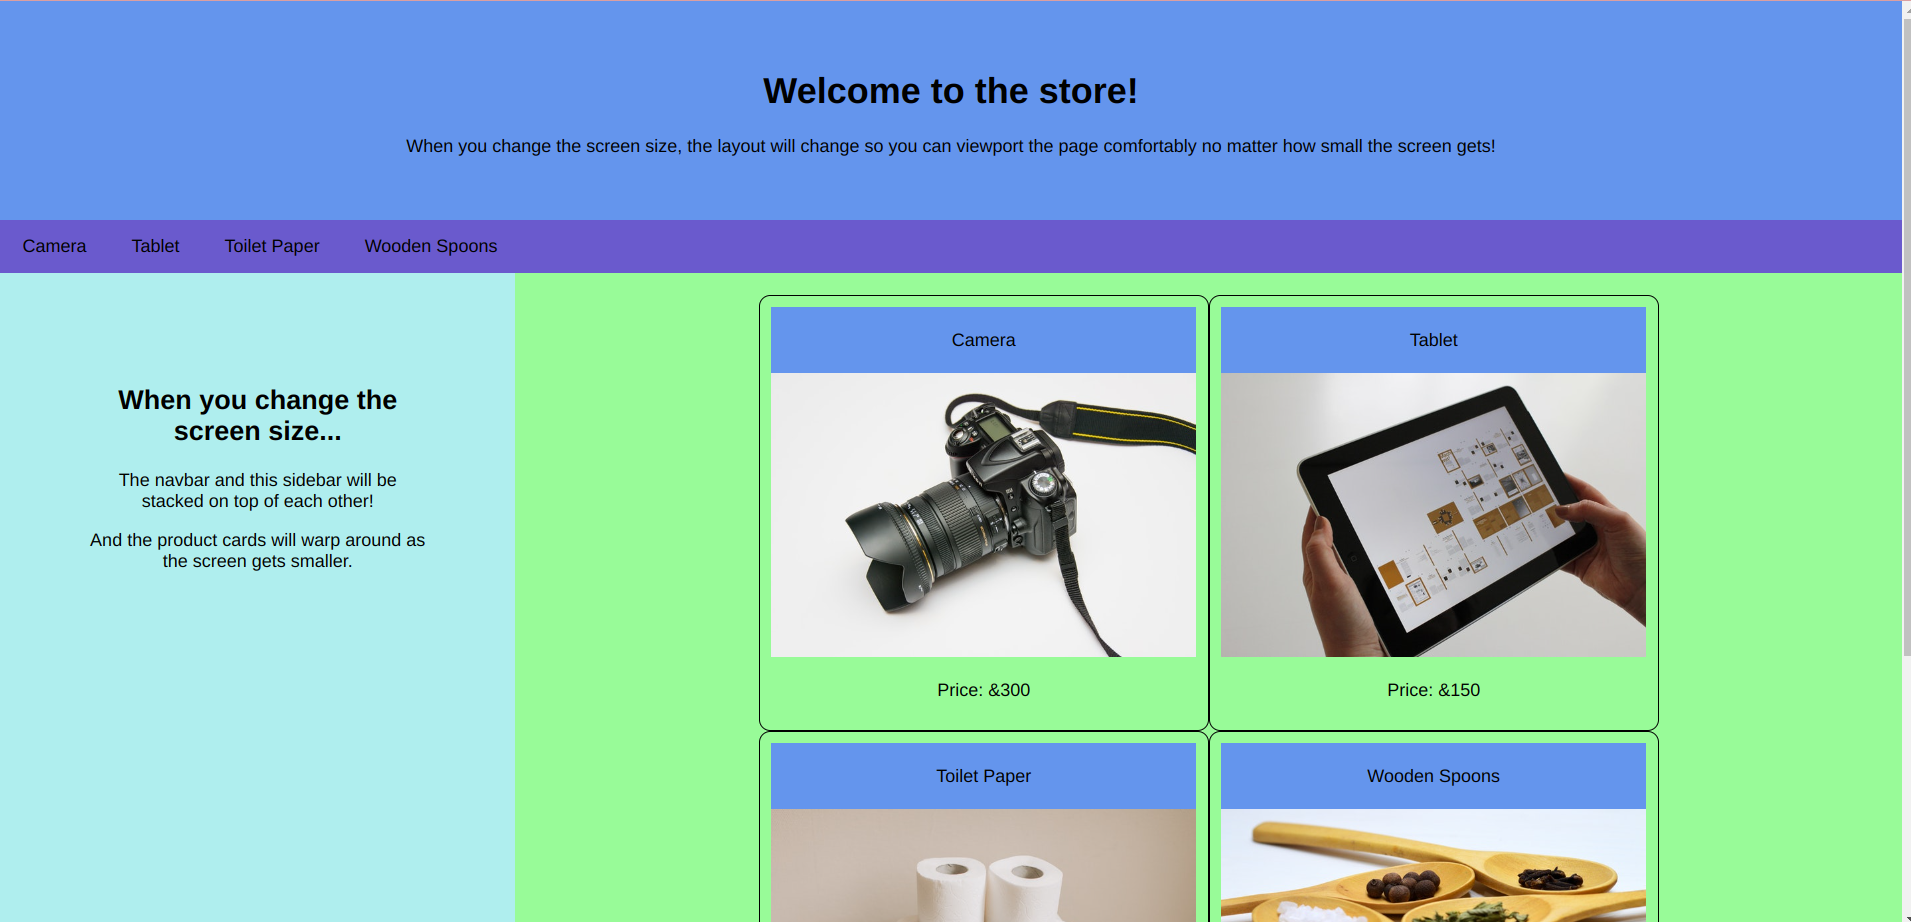 Welcome to the store!
When you change the screen size, the layout will change so you can viewport the page comfortably no matter how small the screen gets!
Camera
Tablet
Toilet Paper
Wooden Spoons
When you change the
screen size...
The navbar and this sidebar will be
stacked on top of each other!
And the product cards will warp around as
the screen gets smaller.
Camera
Price: &300
Tablet
Price: &150
Toilet Paper
Wooden Spoons